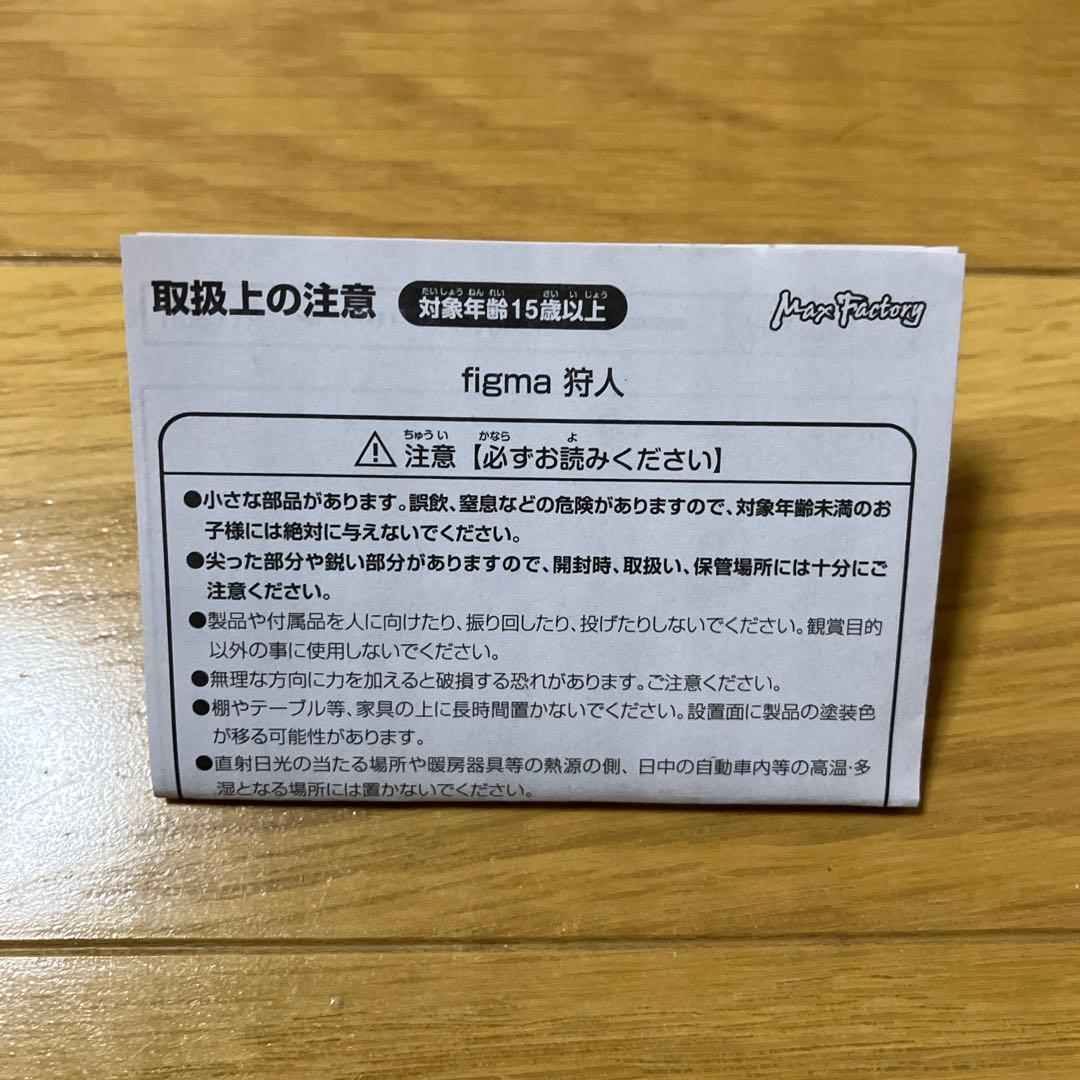 取扱上の注意 対象年齢15歳以上 Max Factory
たいしょう ねん れい さい い じょう
figma 狩人
ちゅうい かなら よ
注意【必ずお読みください】
●小さな部品があります。誤飲、窒息などの危険がありますので、対象年齢未満のお
子様には絶対に与えないでください。
●尖った部分や鋭い部分がありますので、開封時、取扱い、保管場所には十分にご
注意ください。
●製品や付属品を人に向けたり、振り回したり、投げたりしないでください。観賞目的
以外の事に使用しないでください。
●無理な方向に力を加えると破損する恐れがあります。ご注意ください。
●棚やテーブル等、家具の上に長時間置かないでください。設置面に製品の塗装色
が移る可能性があります。
●直射日光の当たる場所や暖房器具等の熱源の側、日中の自動車内等の高温・多
湿となる場所には置かないでください。